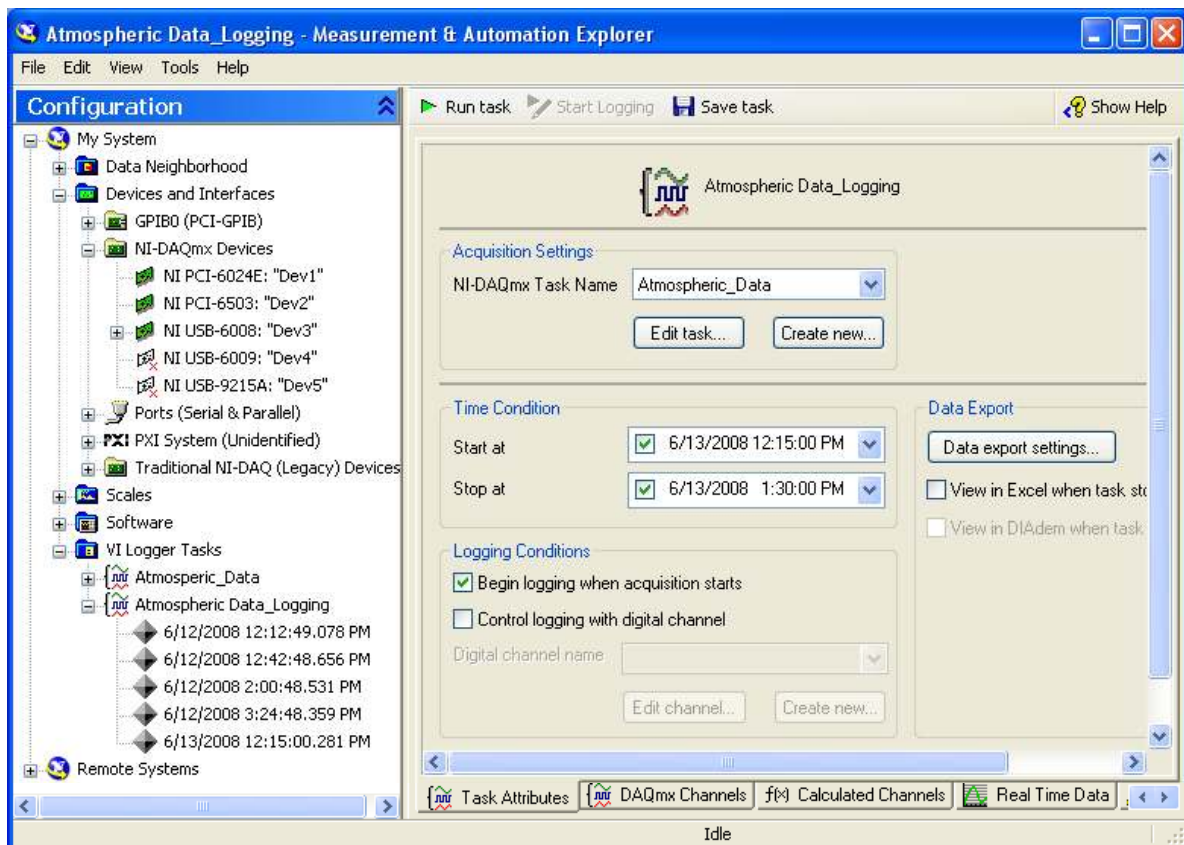 Atmospheric Data_Logging - Measurement & Automation Explorer
File Edit View Tools Help
Configuration
My System
Data Neighborhood
Devices and Interfaces
GPIB0 (PCI-GPIB)
NI-DAQmx Devices
NI PCI-6024E: "Dev1"
NI PCI-6503: "Dev2"
NI USB-6008: "Dev3"
NI USB-6009: "Dev4"
NI USB-9215A: "Dev5"
Ports (Serial & Parallel)
PXI PXI System (Unidentified)
Traditional NI-DAQ (Legacy) Devices
Scales
Software
VI Logger Tasks
Atmosperic_Data
Atmospheric Data_Logging
6/12/2008 12:12:49.078 PM
6/12/2008 12:42:48.656 PM
6/12/2008 2:00:48.531 PM
6/12/2008 3:24:48.359 PM
6/13/2008 12:15:00.281 PM
Remote Systems
Run task Start Logging Save task Show Help
Atmospheric Data_Logging
Acquisition Settings
NI-DAQmx Task Name Atmospheric_Data
Edit task... Create new...
Time Condition
Start at 6/13/2008 12:15:00 PM
Stop at 6/13/2008 1:30:00 PM
Data Export
Data export settings...
View in Excel when task sto
View in DIAdem when task
Logging Conditions
Begin logging when acquisition starts
Control logging with digital channel
Digital channel name
Edit channel... Create new...
Task Attributes DAQmx Channels f(x) Calculated Channels Real Time Data
Idle